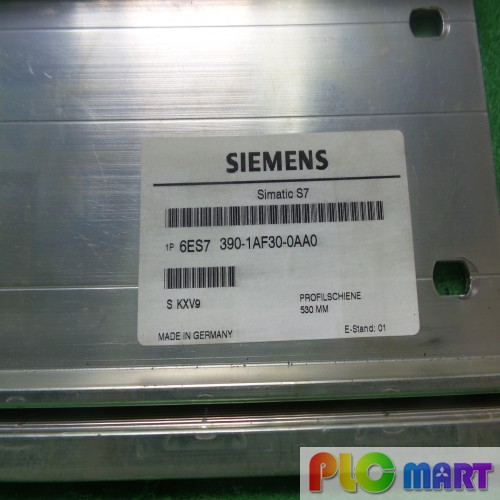 SIEMENS
Simatic S7
1P 6ES7 390-1AF30-0AA0
S KXV9
PROFILSCHIENE
530 MM
MADE IN GERMANY
E-Stand: 01
PLC mart